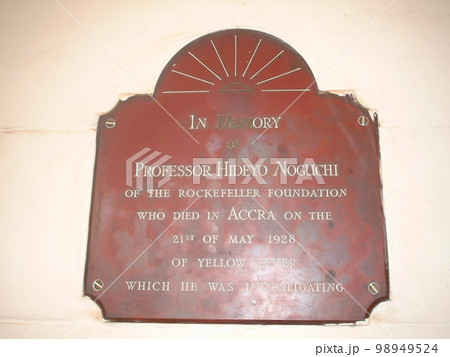 IN MEMORY
OF
PROFESSOR HIDEYO NOGUCHI
OF THE ROCKEFELLER FOUNDATION
WHO DIED IN ACCRA ON THE
21ST OF MAY 1928
OF YELLOW FEVER
WHICH HE WAS INVESTIGATING
PIXTA
pixta.jp - 98949524